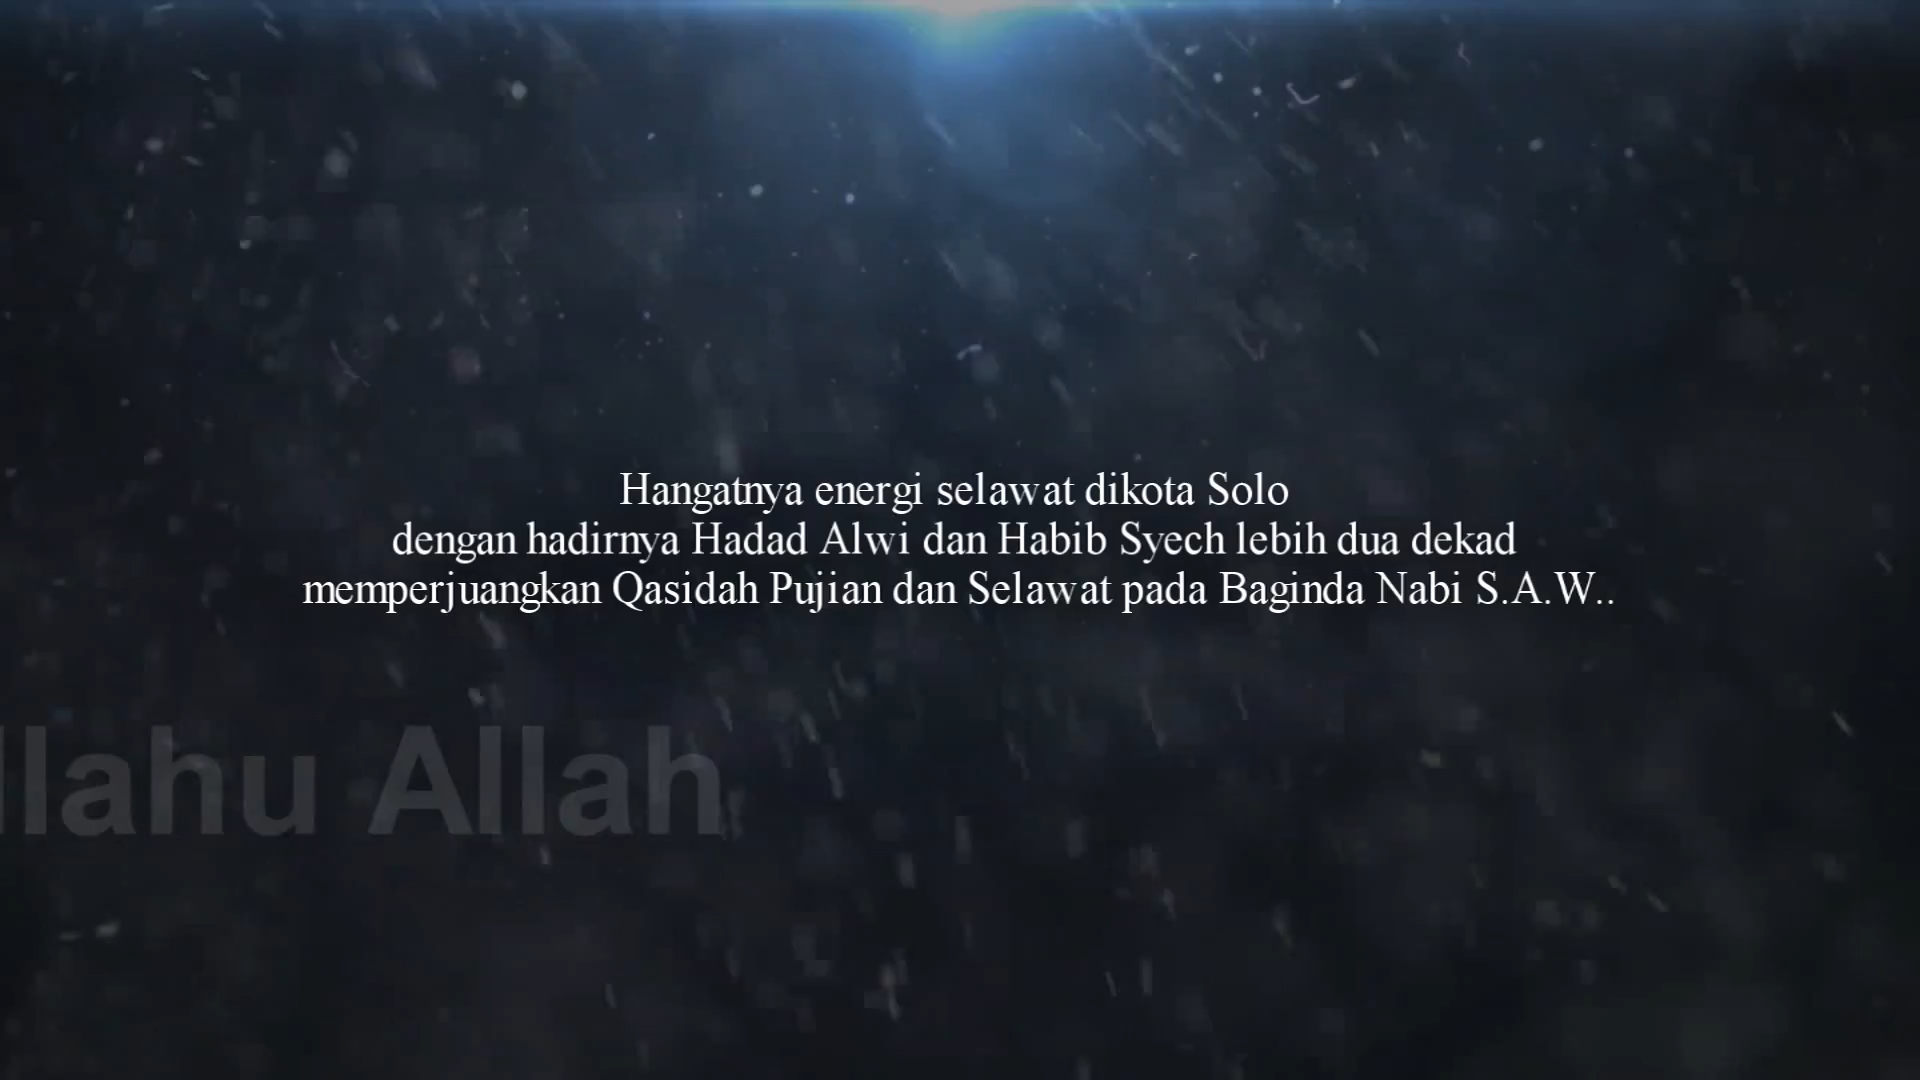 Hangatnya energi selawat dikota Solo
dengan hadirnya Hadad Alwi dan Habib Syech lebih dua dekad
memperjuangkan Qasidah Pujian dan Selawat pada Baginda Nabi S.A.W..
llahu Allah